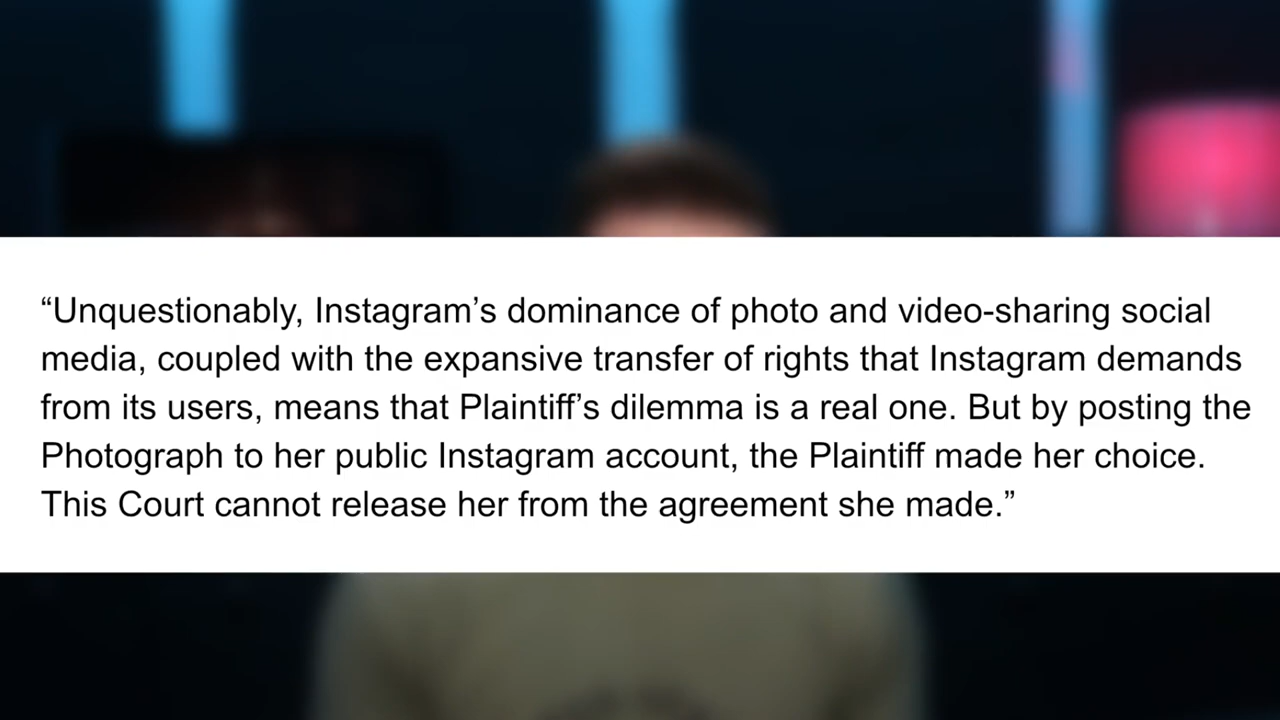 “Unquestionably, Instagram’s dominance of photo and video-sharing social
media, coupled with the expansive transfer of rights that Instagram demands
from its users, means that Plaintiff’s dilemma is a real one. But by posting the
Photograph to her public Instagram account, the Plaintiff made her choice.
This Court cannot release her from the agreement she made.”